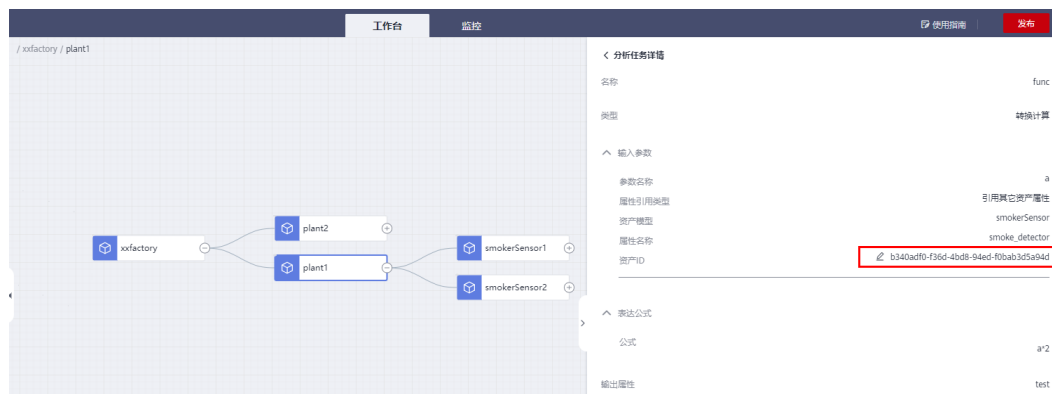 工作台
监控
使用指南
发布
/ xxfactory / plant1
分析任务详情
名称 func
类型 转换计算
输入参数
参数名称 a
属性引用类型 引用其它资产属性
资产模型 smokerSensor
属性名称 smoke_detector
资产ID b340adf0-f36d-4bd8-94ed-f0bab3d5a94d
xxfactory
plant2
plant1
smokerSensor1
smokerSensor2
表达公式
公式 a*2
输出属性 test